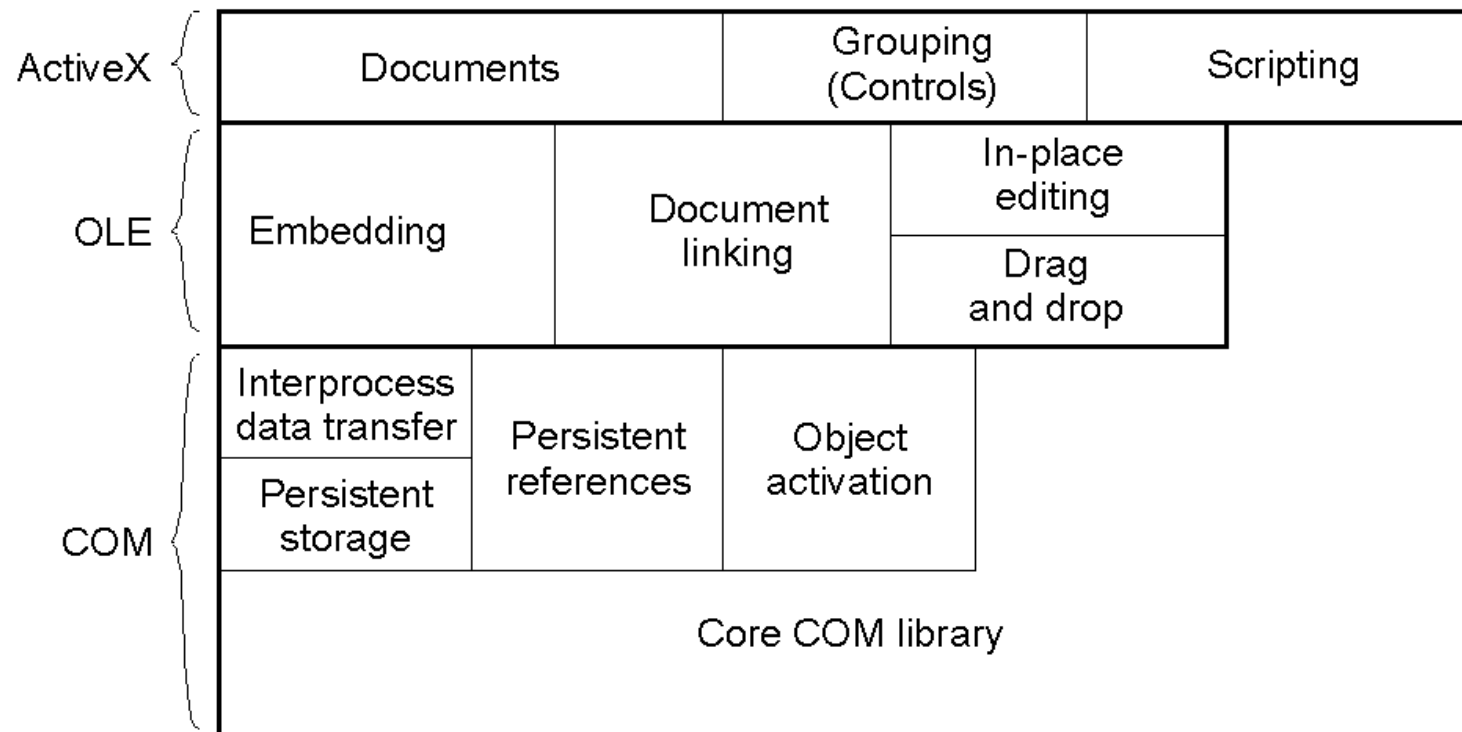 ActiveX
Documents
Grouping
(Controls)
Scripting
OLE
Embedding
Document
linking
In-place
editing
Drag
and drop
COM
Interprocess
data transfer
Persistent
storage
Persistent
references
Object
activation
Core COM library